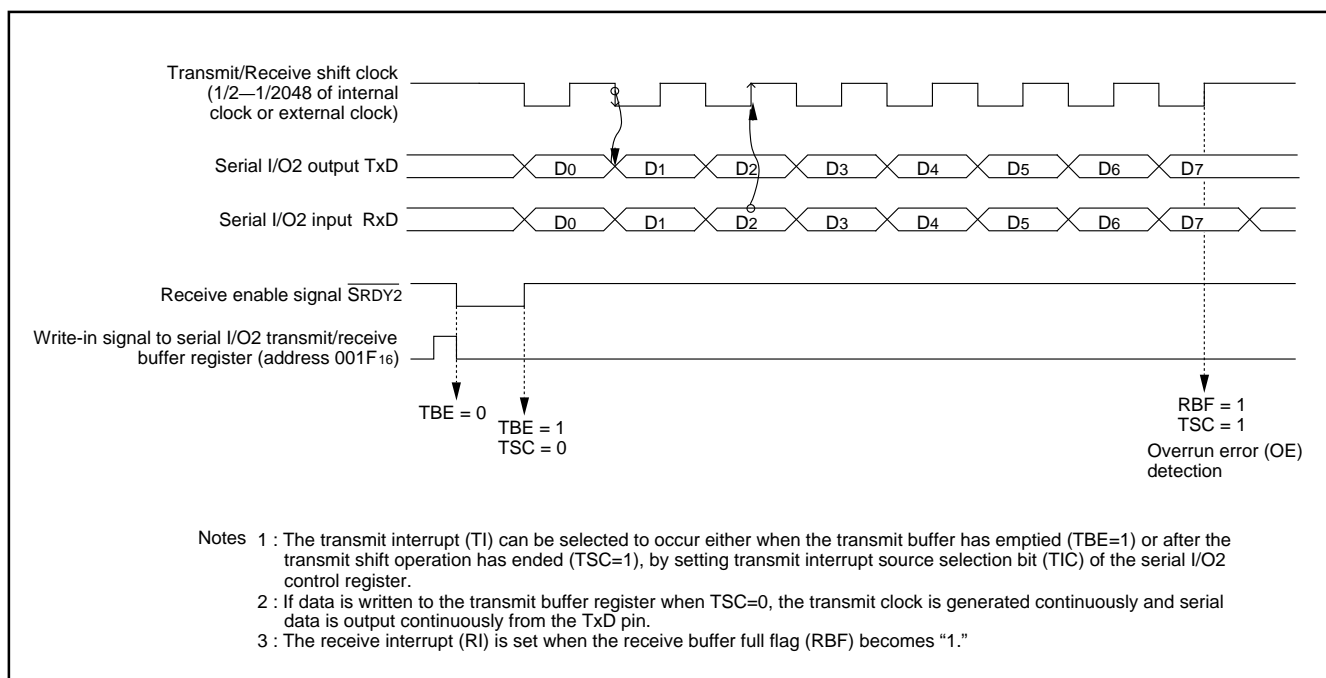 Transmit/Receive shift clock
(1/2—1/2048 of internal
clock or external clock)
Serial I/O2 output TxD
D0 D1 D2 D3 D4 D5 D6 D7
Serial I/O2 input RxD
D0 D1 D2 D3 D4 D5 D6 D7
Receive enable signal SRDY2
Write-in signal to serial I/O2 transmit/receive
buffer register (address 001F16)
TBE = 0
TBE = 1
TSC = 0
RBF = 1
TSC = 1
Overrun error (OE)
detection
Notes 1 : The transmit interrupt (TI) can be selected to occur either when the transmit buffer has emptied (TBE=1) or after the
transmit shift operation has ended (TSC=1), by setting transmit interrupt source selection bit (TIC) of the serial I/O2
control register.
2 : If data is written to the transmit buffer register when TSC=0, the transmit clock is generated continuously and serial
data is output continuously from the TxD pin.
3 : The receive interrupt (RI) is set when the receive buffer full flag (RBF) becomes “1.”